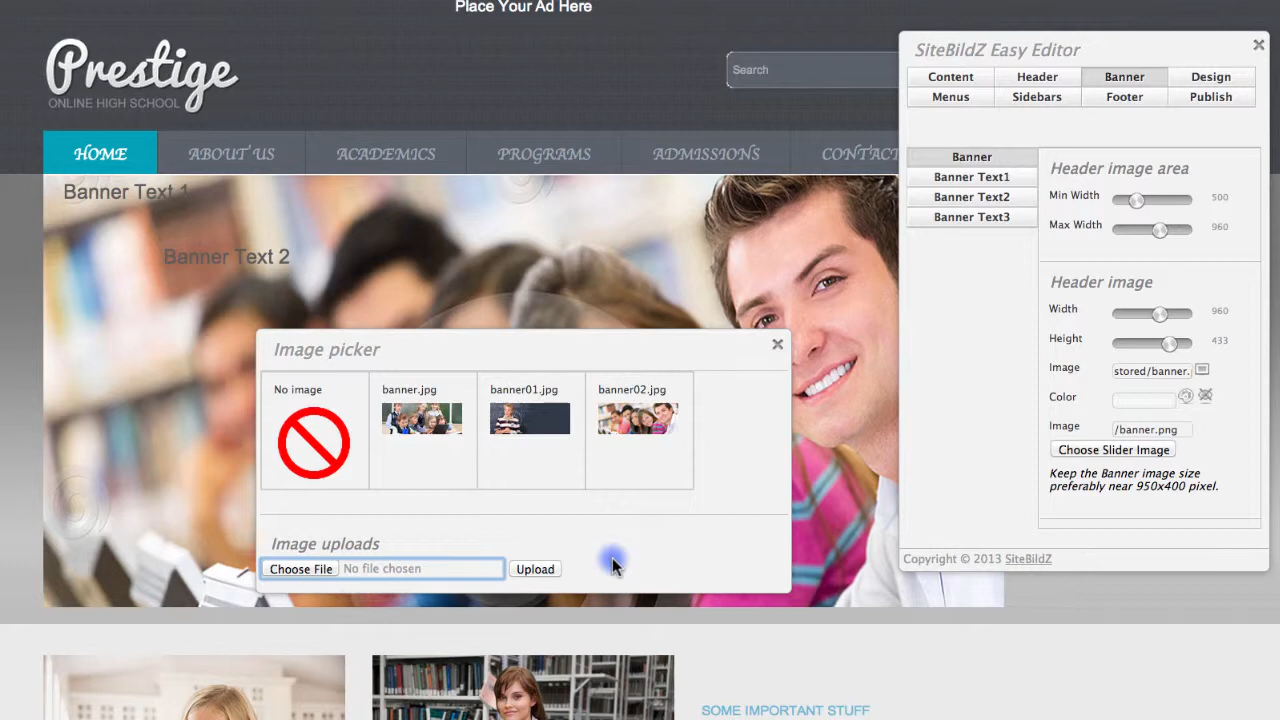 Place Your Ad Here
Prestige
ONLINE HIGH SCHOOL
Search
HOME
ABOUT US
ACADEMICS
PROGRAMS
ADMISSIONS
CONTACT
Banner Text 1
Banner Text 2
SiteBildZ Easy Editor
Content Header Banner Design
Menus Sidebars Footer Publish
Banner
Banner Text1
Banner Text2
Banner Text3
Header image area
Min Width 500
Max Width 960
Header image
Width 960
Height 433
Image stored/banner.
Color
Image /banner.png
Choose Slider Image
Keep the Banner image size
preferably near 950x400 pixel.
Copyright © 2013 SiteBildZ
Image picker
No image
banner.jpg
banner01.jpg
banner02.jpg
Image uploads
Choose File No file chosen Upload
SOME IMPORTANT STUFF